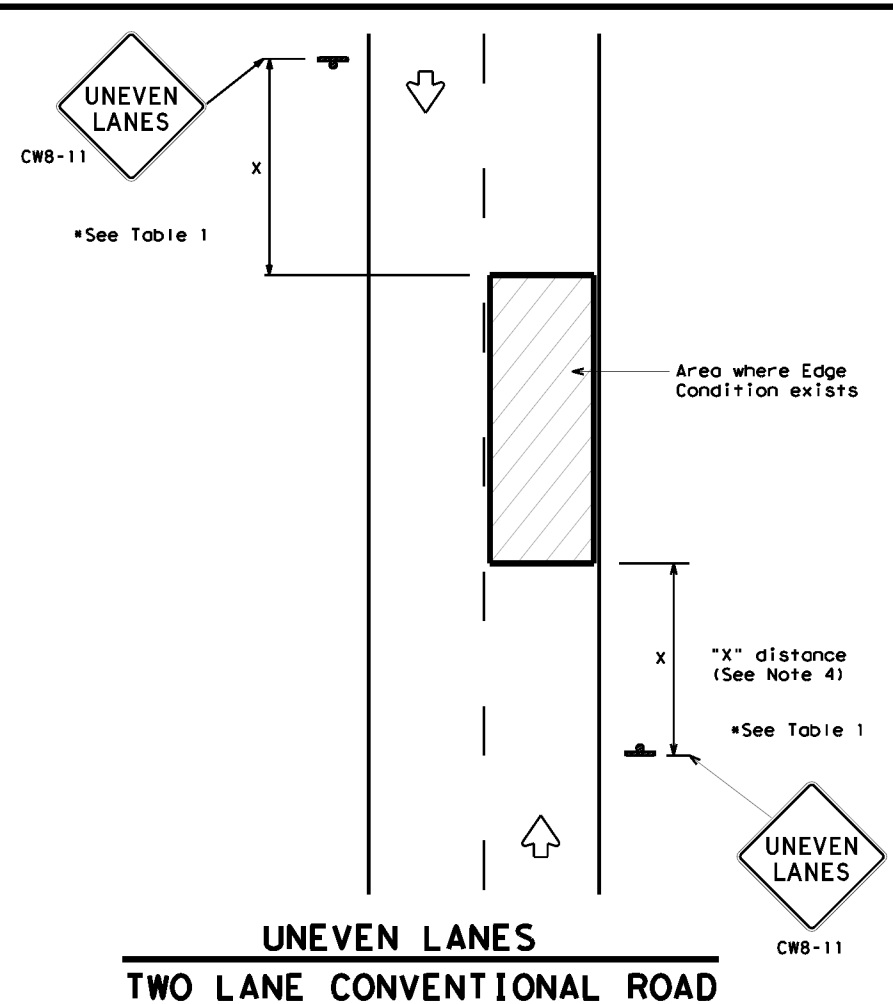 UNEVEN
LANES
CW8-11
X
*See Table 1
Area where Edge
Condition exists
X
"X" distance
(See Note 4)
*See Table 1
UNEVEN
LANES
CW8-11
UNEVEN LANES
TWO LANE CONVENTIONAL ROAD